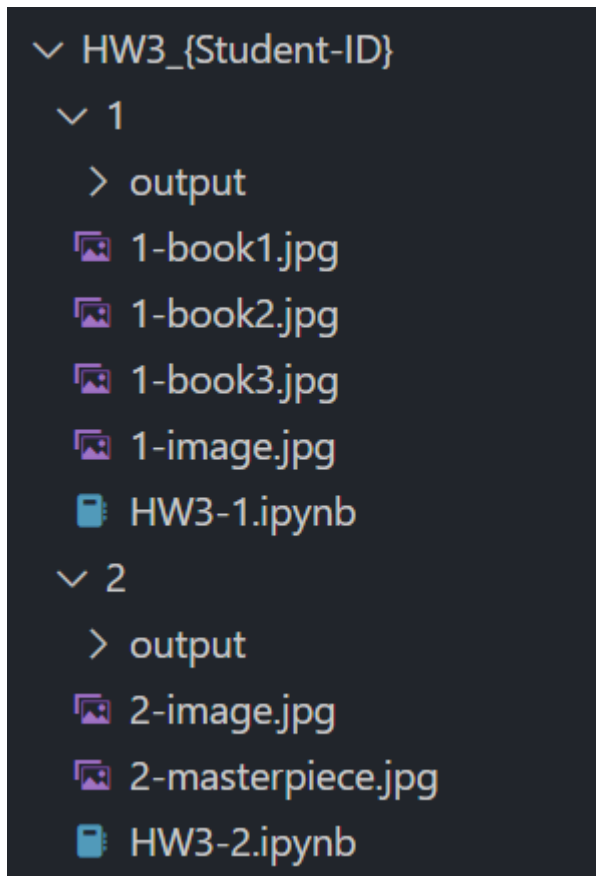 HW3_{Student-ID}
1
output
1-book1.jpg
1-book2.jpg
1-book3.jpg
1-image.jpg
HW3-1.ipynb
2
output
2-image.jpg
2-masterpiece.jpg
HW3-2.ipynb